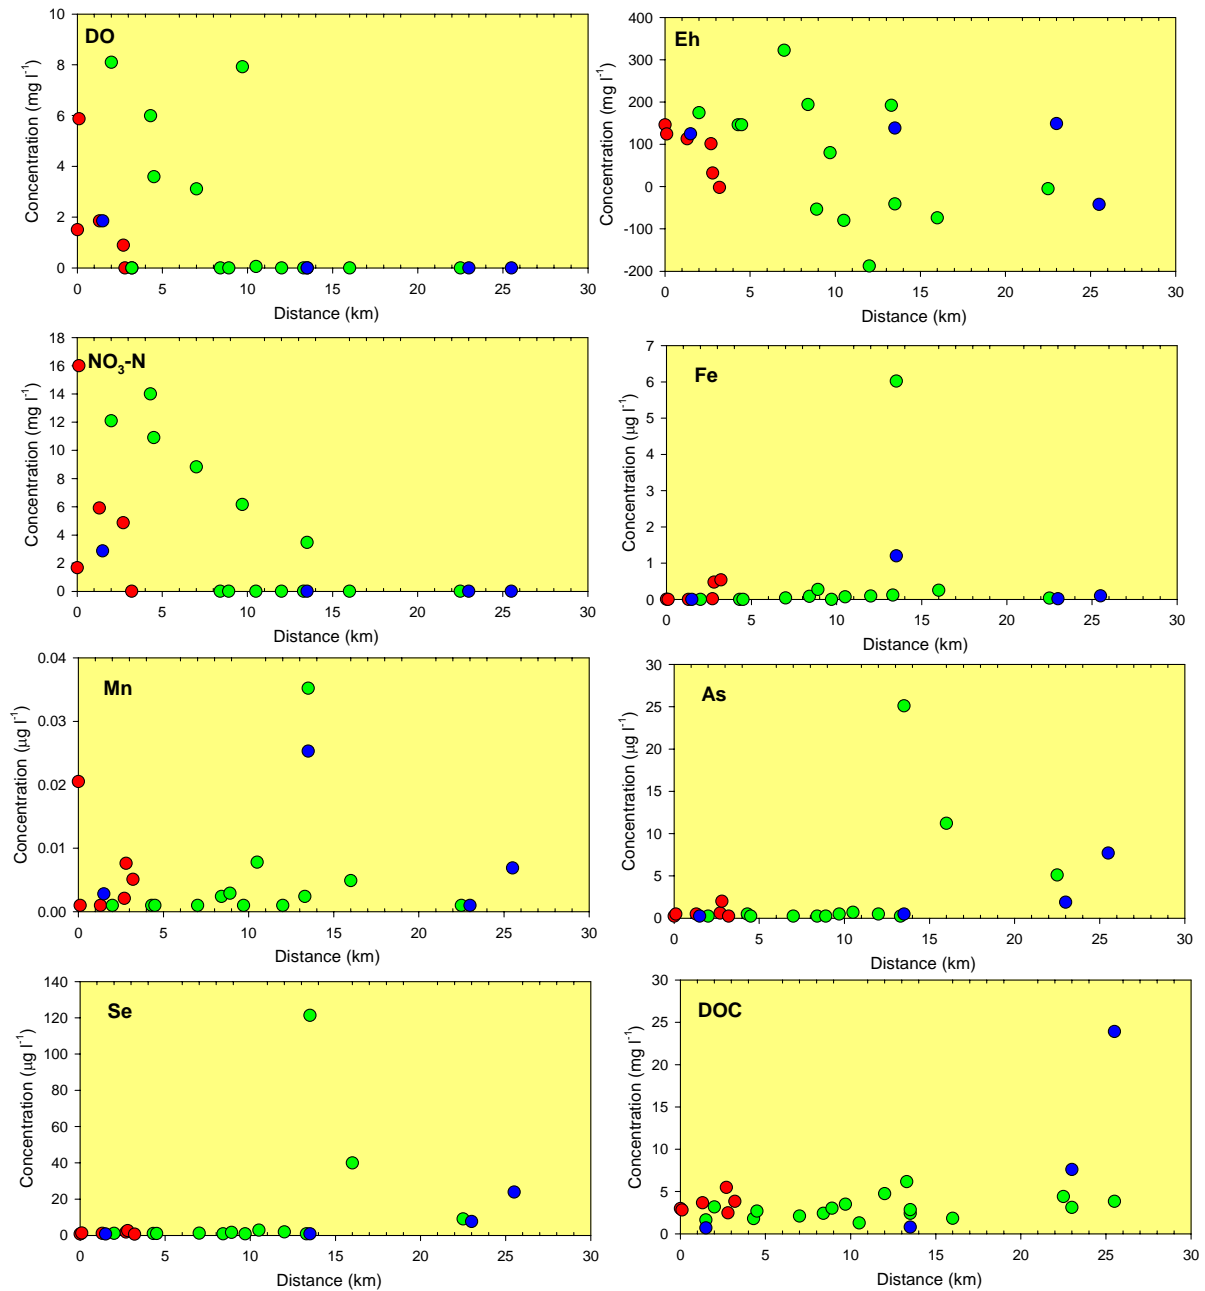 DO
Concentration (mg l⁻¹)
10
8
6
4
2
0
0 5 10 15 20 25 30
Distance (km)
Eh
Concentration (mg l⁻¹)
400
300
200
100
0
-100
-200
0 5 10 15 20 25 30
Distance (km)
NO₃-N
Concentration (mg l⁻¹)
18
16
14
12
10
8
6
4
2
0
0 5 10 15 20 25 30
Distance (km)
Fe
Concentration (µg l⁻¹)
7
6
5
4
3
2
1
0
0 5 10 15 20 25 30
Distance (km)
Mn
Concentration (µg l⁻¹)
0.04
0.03
0.02
0.01
0.00
0 5 10 15 20 25 30
Distance (km)
As
Concentration (µg l⁻¹)
30
25
20
15
10
5
0
0 5 10 15 20 25 30
Distance (km)
Se
Concentration (µg l⁻¹)
140
120
100
80
60
40
20
0
0 5 10 15 20 25 30
Distance (km)
DOC
Concentration (mg l⁻¹)
30
25
20
15
10
5
0
0 5 10 15 20 25 30
Distance (km)